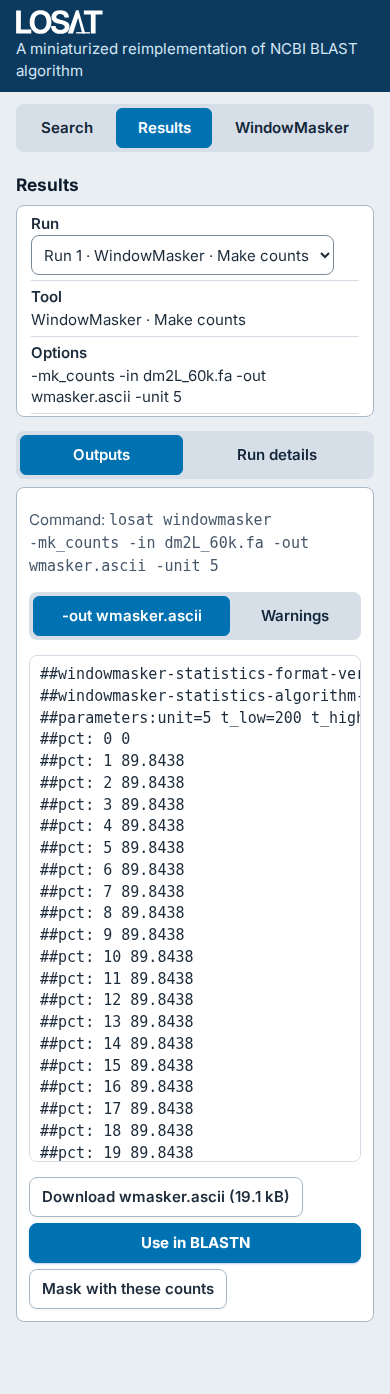 LOSAT
A miniaturized reimplementation of NCBI BLAST
algorithm
Search
Results
WindowMasker
Results
Run
Run 1 · WindowMasker · Make counts
Tool
WindowMasker · Make counts
Options
-mk_counts -in dm2L_60k.fa -out
wmasker.ascii -unit 5
Outputs
Run details
Command: losat windowmasker
-mk_counts -in dm2L_60k.fa -out
wmasker.ascii -unit 5
-out wmasker.ascii
Warnings
##windowmasker-statistics-format-ver
##windowmasker-statistics-algorithm-
##parameters:unit=5 t_low=200 t_high
##pct: 0 0
##pct: 1 89.8438
##pct: 2 89.8438
##pct: 3 89.8438
##pct: 4 89.8438
##pct: 5 89.8438
##pct: 6 89.8438
##pct: 7 89.8438
##pct: 8 89.8438
##pct: 9 89.8438
##pct: 10 89.8438
##pct: 11 89.8438
##pct: 12 89.8438
##pct: 13 89.8438
##pct: 14 89.8438
##pct: 15 89.8438
##pct: 16 89.8438
##pct: 17 89.8438
##pct: 18 89.8438
##pct: 19 89.8438
Download wmasker.ascii (19.1 kB)
Use in BLASTN
Mask with these counts